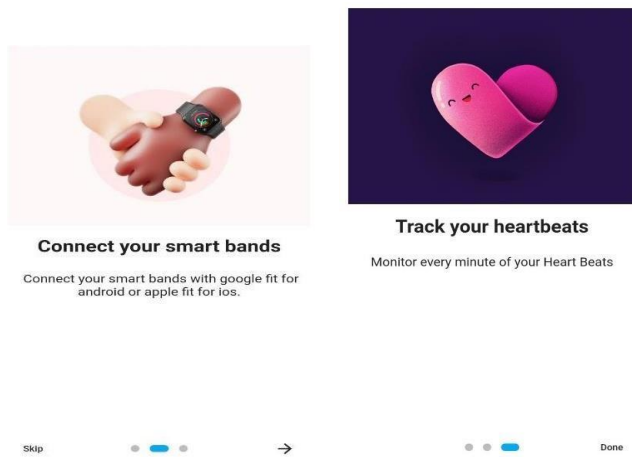 Connect your smart bands
Connect your smart bands with google fit for
android or apple fit for ios.
Skip
Track your heartbeats
Monitor every minute of your Heart Beats
Done